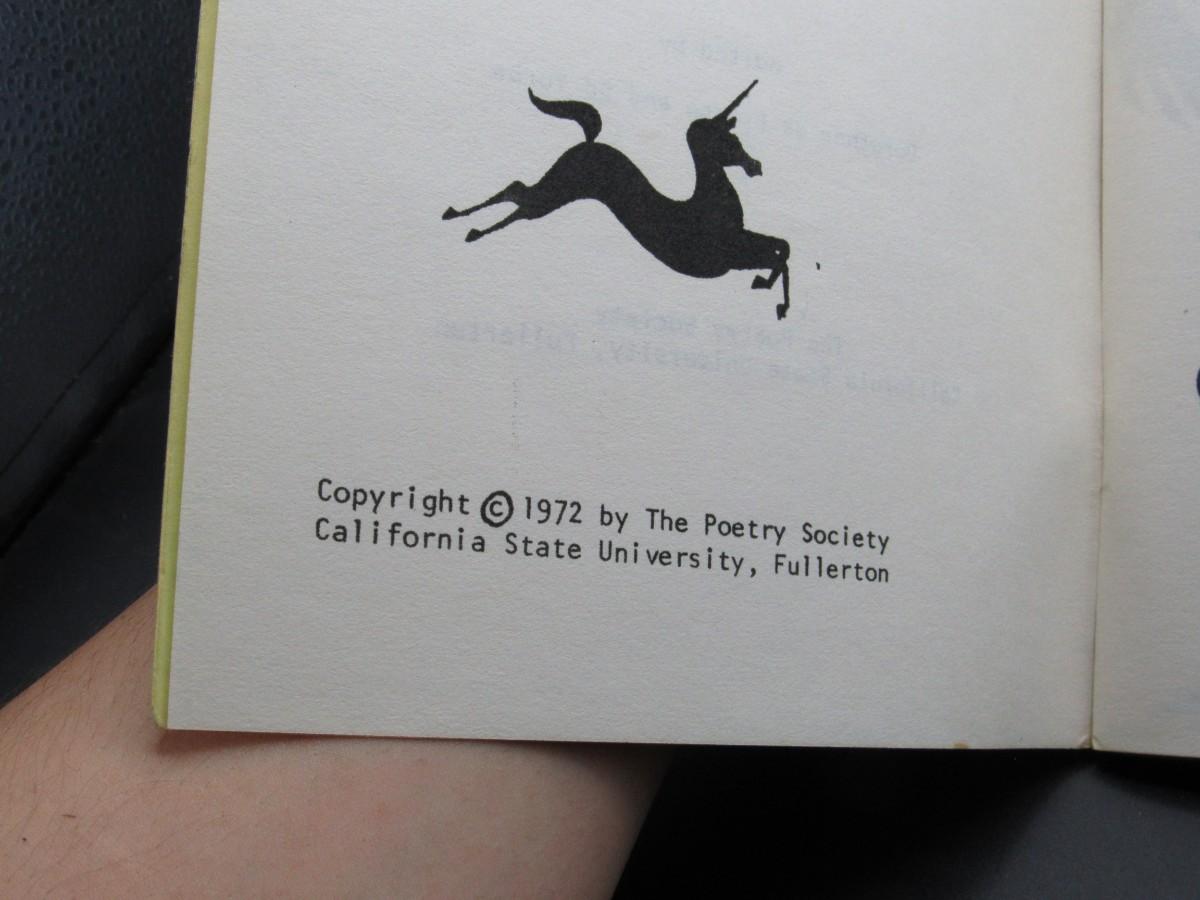 Copyright © 1972 by The Poetry Society
California State University, Fullerton